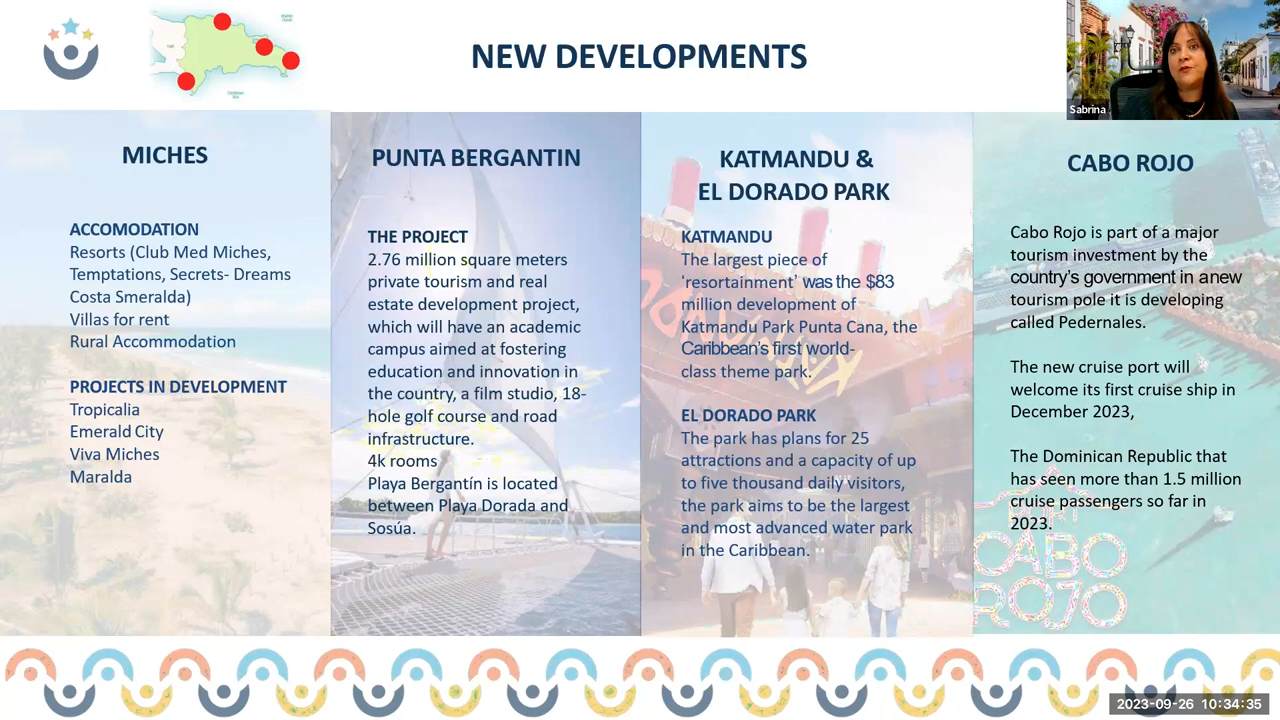 NEW DEVELOPMENTS
Sabrina
MICHES
ACCOMODATION
Resorts (Club Med Miches,
Temptations, Secrets- Dreams
Costa Smeralda)
Villas for rent
Rural Accommodation
PROJECTS IN DEVELOPMENT
Tropicalia
Emerald City
Viva Miches
Maralda
PUNTA BERGANTIN
THE PROJECT
2.76 million square meters
private tourism and real
estate development project,
which will have an academic
campus aimed at fostering
education and innovation in
the country, a film studio, 18-
hole golf course and road
infrastructure.
4k rooms
Playa Bergantín is located
between Playa Dorada and
Sosúa.
KATMANDU &
EL DORADO PARK
KATMANDU
The largest piece of
‘resortainment’ was the $83
million development of
Katmandu Park Punta Cana, the
Caribbean’s first world-
class theme park.
EL DORADO PARK
The park has plans for 25
attractions and a capacity of up
to five thousand daily visitors,
the park aims to be the largest
and most advanced water park
in the Caribbean.
CABO ROJO
Cabo Rojo is part of a major
tourism investment by the
country’s government in a new
tourism pole it is developing
called Pedernales.
The new cruise port will
welcome its first cruise ship in
December 2023,
The Dominican Republic that
has seen more than 1.5 million
cruise passengers so far in
2023.
CABO
ROJO
2023-09-26 10:34:35